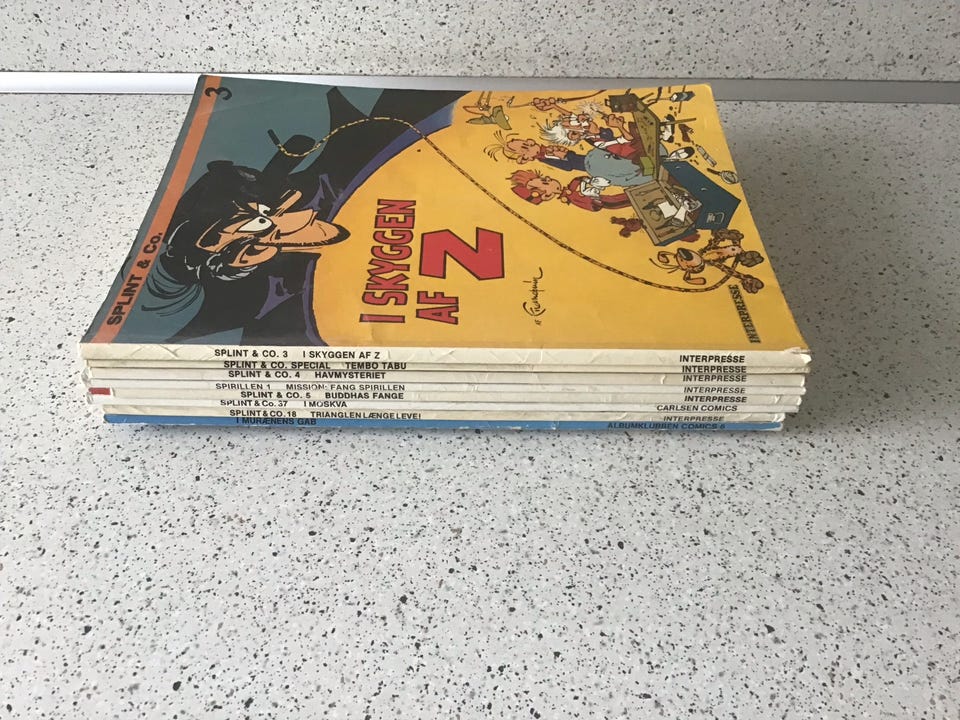 3
SPLINT & Co.
I SKYGGEN
AF Z
AF Franquin
INTERPRESSE
SPLINT & CO. 3 I SKYGGEN AF Z INTERPRESSE
SPLINT & CO. SPECIAL TEMBO TABU INTERPRESSE
SPLINT & CO. 4 HAVMYSTERIET INTERPRESSE
SPIRILLEN 1 MISSION: FANG SPIRILLEN INTERPRESSE
SPLINT & CO. 5 BUDDHAS FANGE INTERPRESSE
SPLINT & Co. 37 I MOSKVA CARLSEN COMICS
SPLINT & CO. 18 TRIANGLEN LÆNGE LEVE! INTERPRESSE
I MURÆNENS GAB ALBUMKLUBBEN COMICS 6